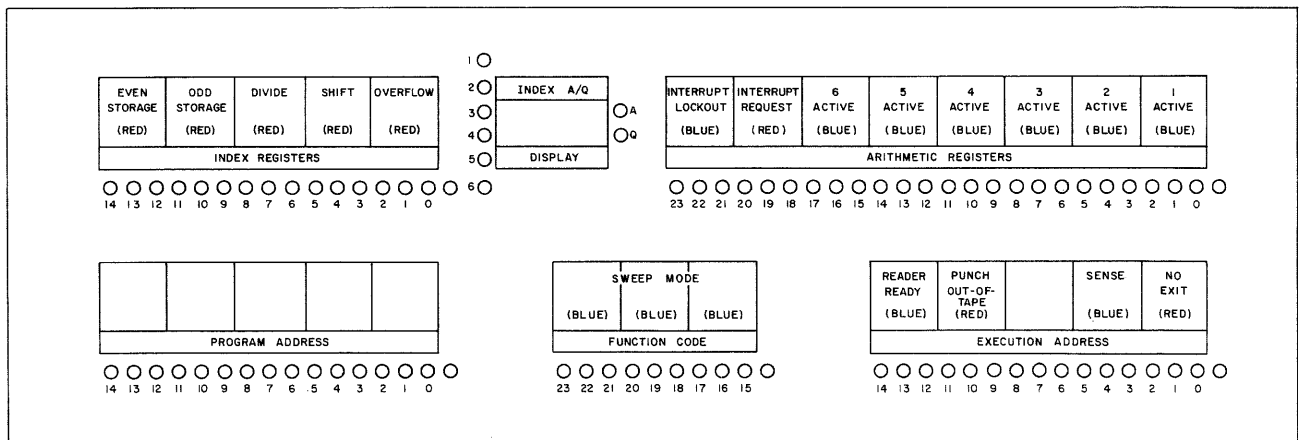 EVEN STORAGE (RED)
ODD STORAGE (RED)
DIVIDE (RED)
SHIFT (RED)
OVERFLOW (RED)
INDEX REGISTERS
14 13 12 11 10 9 8 7 6 5 4 3 2 1 0
1
2
3
4
5
6
INDEX A/Q
A
Q
DISPLAY
INTERRUPT LOCKOUT (BLUE)
INTERRUPT REQUEST (RED)
6 ACTIVE (BLUE)
5 ACTIVE (BLUE)
4 ACTIVE (BLUE)
3 ACTIVE (BLUE)
2 ACTIVE (BLUE)
1 ACTIVE (BLUE)
ARITHMETIC REGISTERS
23 22 21 20 19 18 17 16 15 14 13 12 11 10 9 8 7 6 5 4 3 2 1 0
PROGRAM ADDRESS
14 13 12 11 10 9 8 7 6 5 4 3 2 1 0
SWEEP MODE
(BLUE) (BLUE) (BLUE)
FUNCTION CODE
23 22 21 20 19 18 17 16 15
READER READY (BLUE)
PUNCH OUT-OF-TAPE (RED)
SENSE (BLUE)
NO EXIT (RED)
EXECUTION ADDRESS
14 13 12 11 10 9 8 7 6 5 4 3 2 1 0